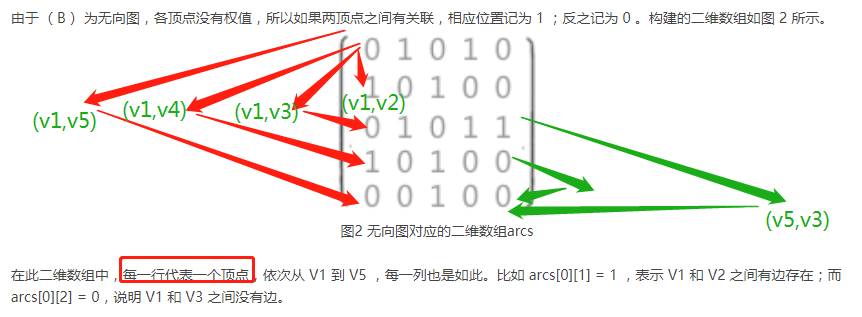 由于（ B ）为无向图，各顶点没有权值，所以如果两顶点之间有关联，相应位置记为 1 ；反之记为 0 。构建的二维数组如图 2 所示。
0 1 0 1 0
1 0 1 0 0
(v1,v5) (v1,v4) (v1,v3) (v1,v2)
0 1 0 1 1
1 0 1 0 0
0 0 1 0 0
(v5,v3)
图2 无向图对应的二维数组arcs
在此二维数组中，每一行代表一个顶点，依次从 V1 到 V5 ，每一列也是如此。比如 arcs[0][1] = 1 ，表示 V1 和 V2 之间有边存在；而
arcs[0][2] = 0，说明 V1 和 V3 之间没有边。